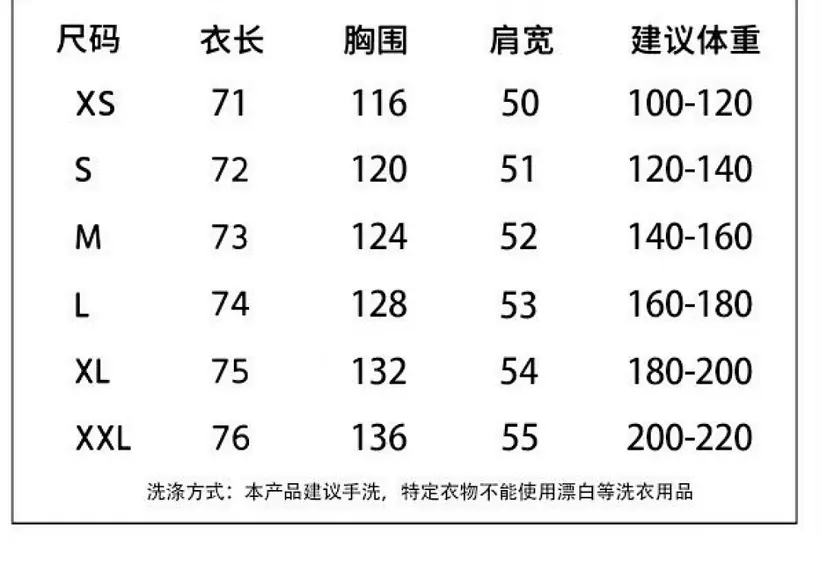 尺码 衣长 胸围 肩宽 建议体重
XS 71 116 50 100-120
S 72 120 51 120-140
M 73 124 52 140-160
L 74 128 53 160-180
XL 75 132 54 180-200
XXL 76 136 55 200-220
洗涤方式：本产品建议手洗，特定衣物不能使用漂白等洗衣用品